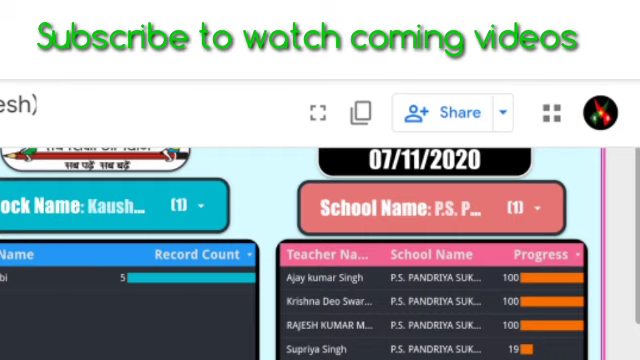 Subscribe to watch coming videos
esh)
Share
सब पढ़ें सब बढ़ें
07/11/2020
ock Name: Kaush... (1)
School Name: P.S. P... (1)
Name Record Count
Teacher Na... School Name Progress
bi 5
Ajay kumar Singh P.S. PANDRIYA SUK... 100
Krishna Deo Swar... P.S. PANDRIYA SUK... 100
RAJESH KUMAR M... P.S. PANDRIYA SUK... 100
Supriya Singh P.S. PANDRIYA SUK... 19